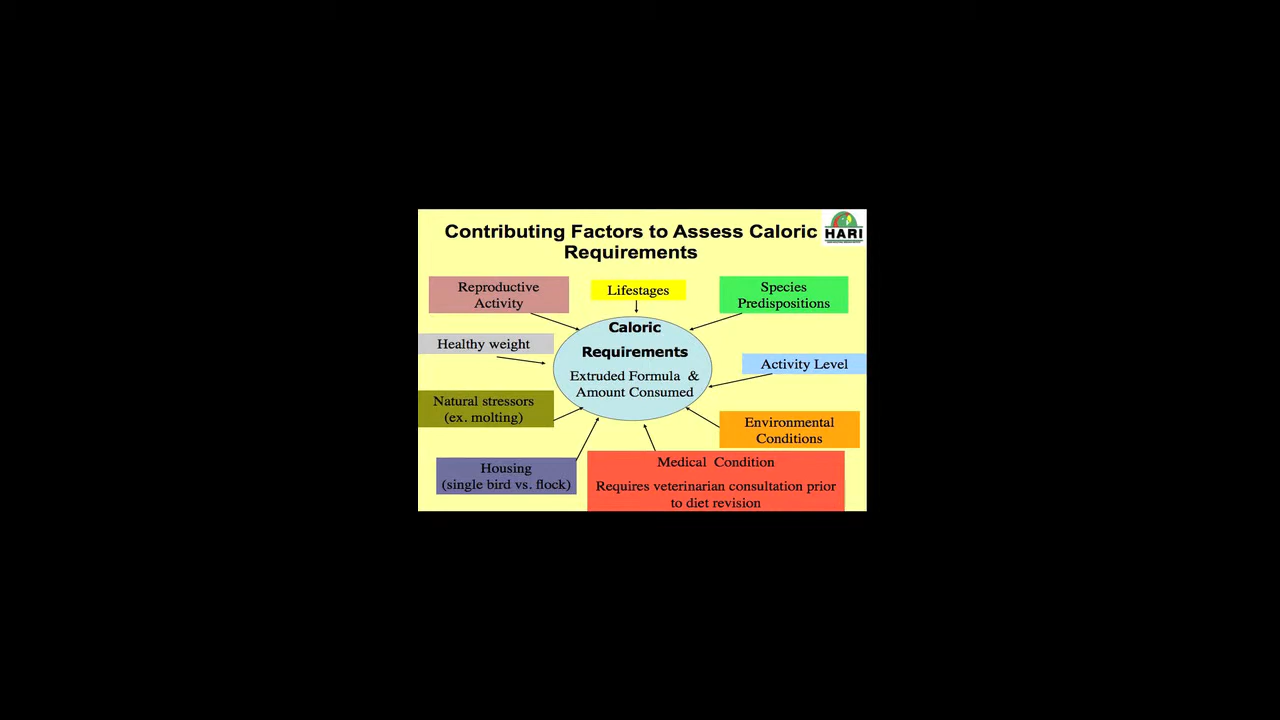 Contributing Factors to Assess Caloric
Requirements
HARI
Reproductive
Activity
Lifestages
Species
Predispositions
Healthy weight
Caloric
Requirements
Extruded Formula & 
Amount Consumed
Activity Level
Natural stressors
(ex. molting)
Environmental
Conditions
Housing
(single bird vs. flock)
Medical Condition
Requires veterinarian consultation prior
to diet revision